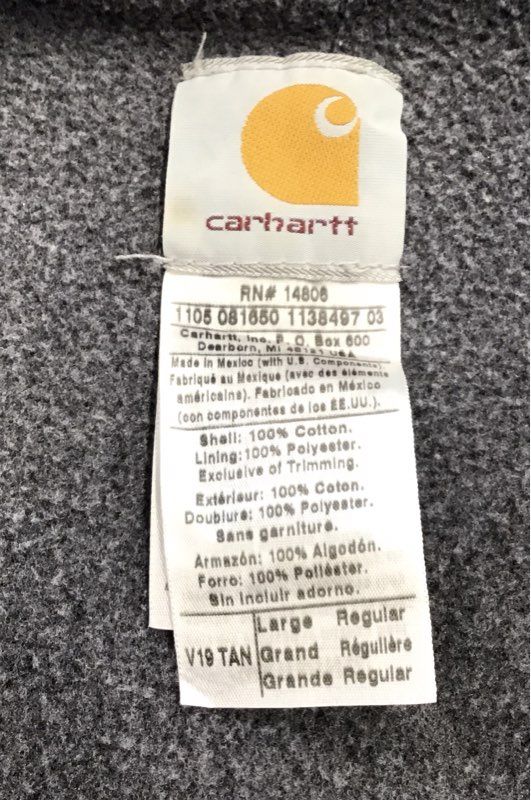 carhartt
RN# 14806
1105 081650 1138497 03
Carhartt, Inc. P. O. Box 600
Dearborn, MI 48121 USA
Made in Mexico (with U.S. Components).
Fabriqué au Mexique (avec des éléments
américains). Fabricado en México
(con componentes de los EE.UU.).
Shell: 100% Cotton.
Lining:100% Polyester.
Exclusive of Trimming.
Extérieur: 100% Coton.
Doublure: 100% Polyester.
Sans garniture.
Armazón: 100% Algodón.
Forro: 100% Poliéster.
Sin incluir adorno.
V19 TAN
Large Regular
Grand Régulière
Grande Regular